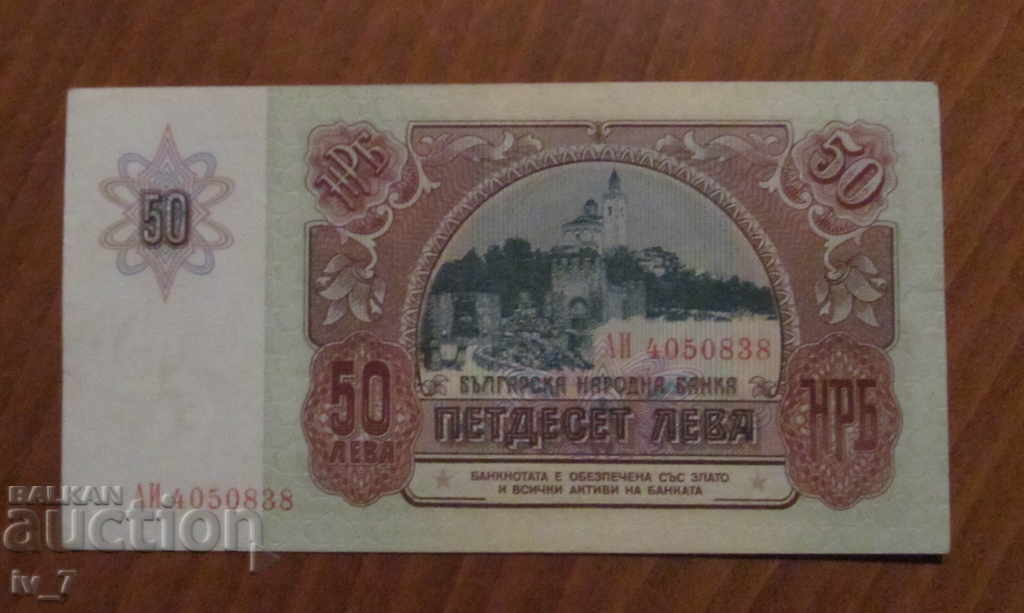 НРБ
50
50
АИ 4050838
БЪЛГАРСКА НАРОДНА БАНКА
50
ЛЕВА
ПЕТДЕСЕТ ЛЕВА
НРБ
БАНКНОТАТА Е ОБЕЗПЕЧЕНА СЪС ЗЛАТО
И ВСИЧКИ АКТИВИ НА БАНКАТА
АИ 4050838
BALKAN
auction
iv_7